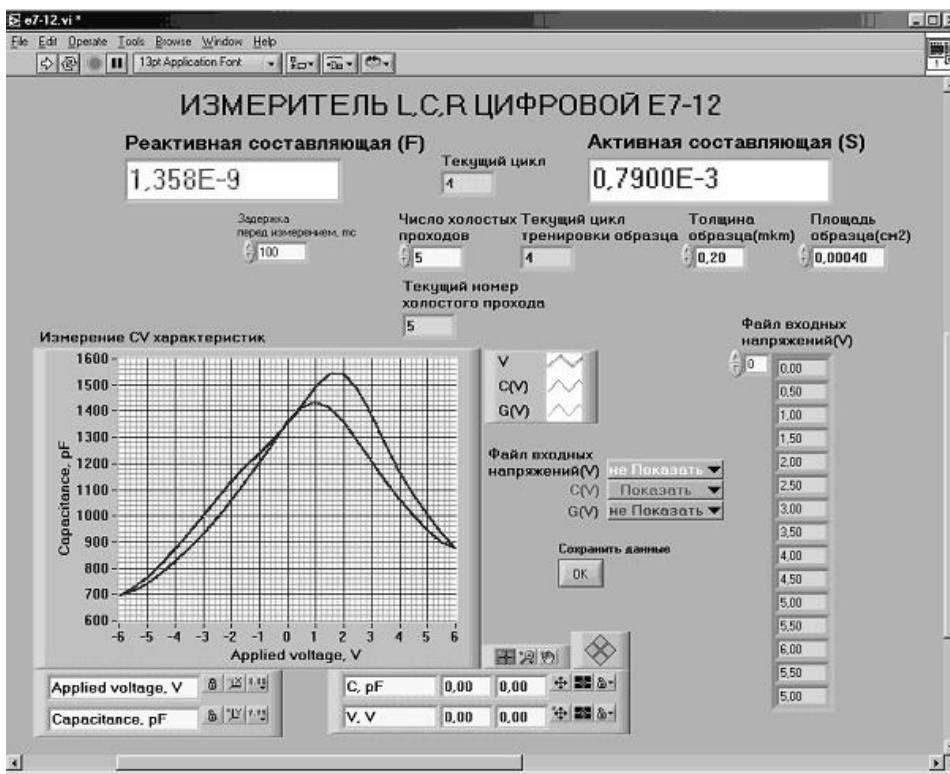 e7-12.vi *
File Edit Operate Tools Browse Window Help
13pt Application Font
ИЗМЕРИТЕЛЬ L,C,R ЦИФРОВОЙ E7-12
Реактивная составляющая (F)
1,358E-9
Текущий цикл
4
Активная составляющая (S)
0,7900E-3
Задержка
перед измерением, mc
100
Число холостых
проходов
5
Текущий цикл
тренировки образца
4
Толщина
образца(mkm)
0,20
Площадь
образца(см2)
0,00040
Текущий номер
холостого прохода
5
Измерение CV характеристик
1600
1500
1400
1300
1200
1100
1000
900
800
700
600
Capacitance, pF
-6 -5 -4 -3 -2 -1 0 1 2 3 4 5 6
Applied voltage, V
V
C(V)
G(V)
Файл входных
напряжений(V) не Показать
C(V) Показать
G(V) не Показать
Сохранить данные
OK
Файл входных
напряжений(V)
0
0,00
0,50
1,00
1,50
2,00
2,50
3,00
3,50
4,00
4,50
5,00
5,50
6,00
5,50
5,00
Applied voltage, V
Capacitance, pF
C, pF 0,00 0,00
V, V 0,00 0,00